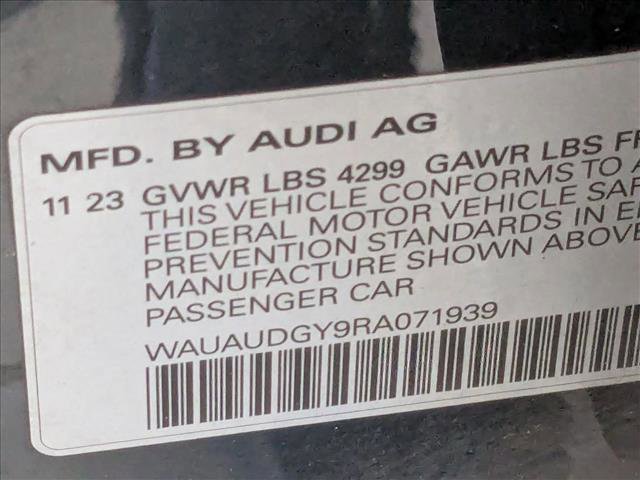 MFD. BY AUDI AG
11 23 GVWR LBS 4299 GAWR LBS
THIS VEHICLE CONFORMS TO
FEDERAL MOTOR VEHICLE
PREVENTION STANDARDS IN
MANUFACTURE SHOWN ABOVE
PASSENGER CAR
WAUAUDGY9RA071939